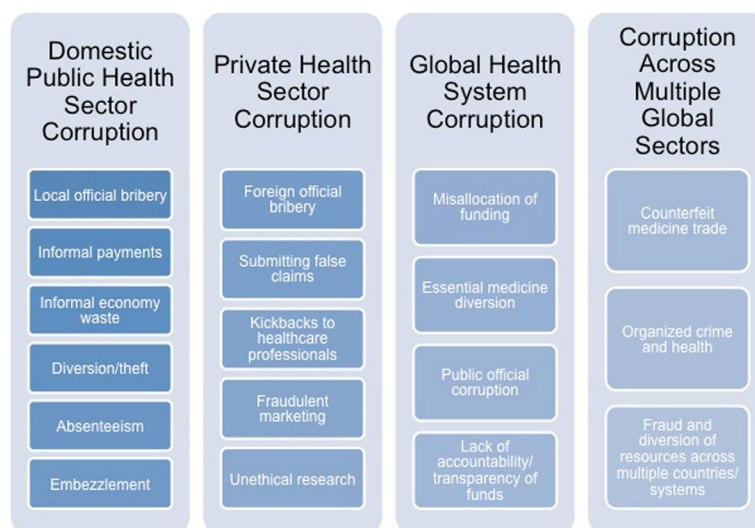 Domestic
Public Health
Sector
Corruption
Local official bribery
Informal payments
Informal economy
waste
Diversion/theft
Absenteeism
Embezzlement
Private Health
Sector
Corruption
Foreign official
bribery
Submitting false
claims
Kickbacks to
healthcare
professionals
Fraudulent
marketing
Unethical research
Global Health
System
Corruption
Misallocation of
funding
Essential medicine
diversion
Public official
corruption
Lack of
accountability/
transparency of
funds
Corruption
Across
Multiple
Global
Sectors
Counterfeit
medicine trade
Organized crime
and health
Fraud and
diversion of
resources across
multiple countries/
systems